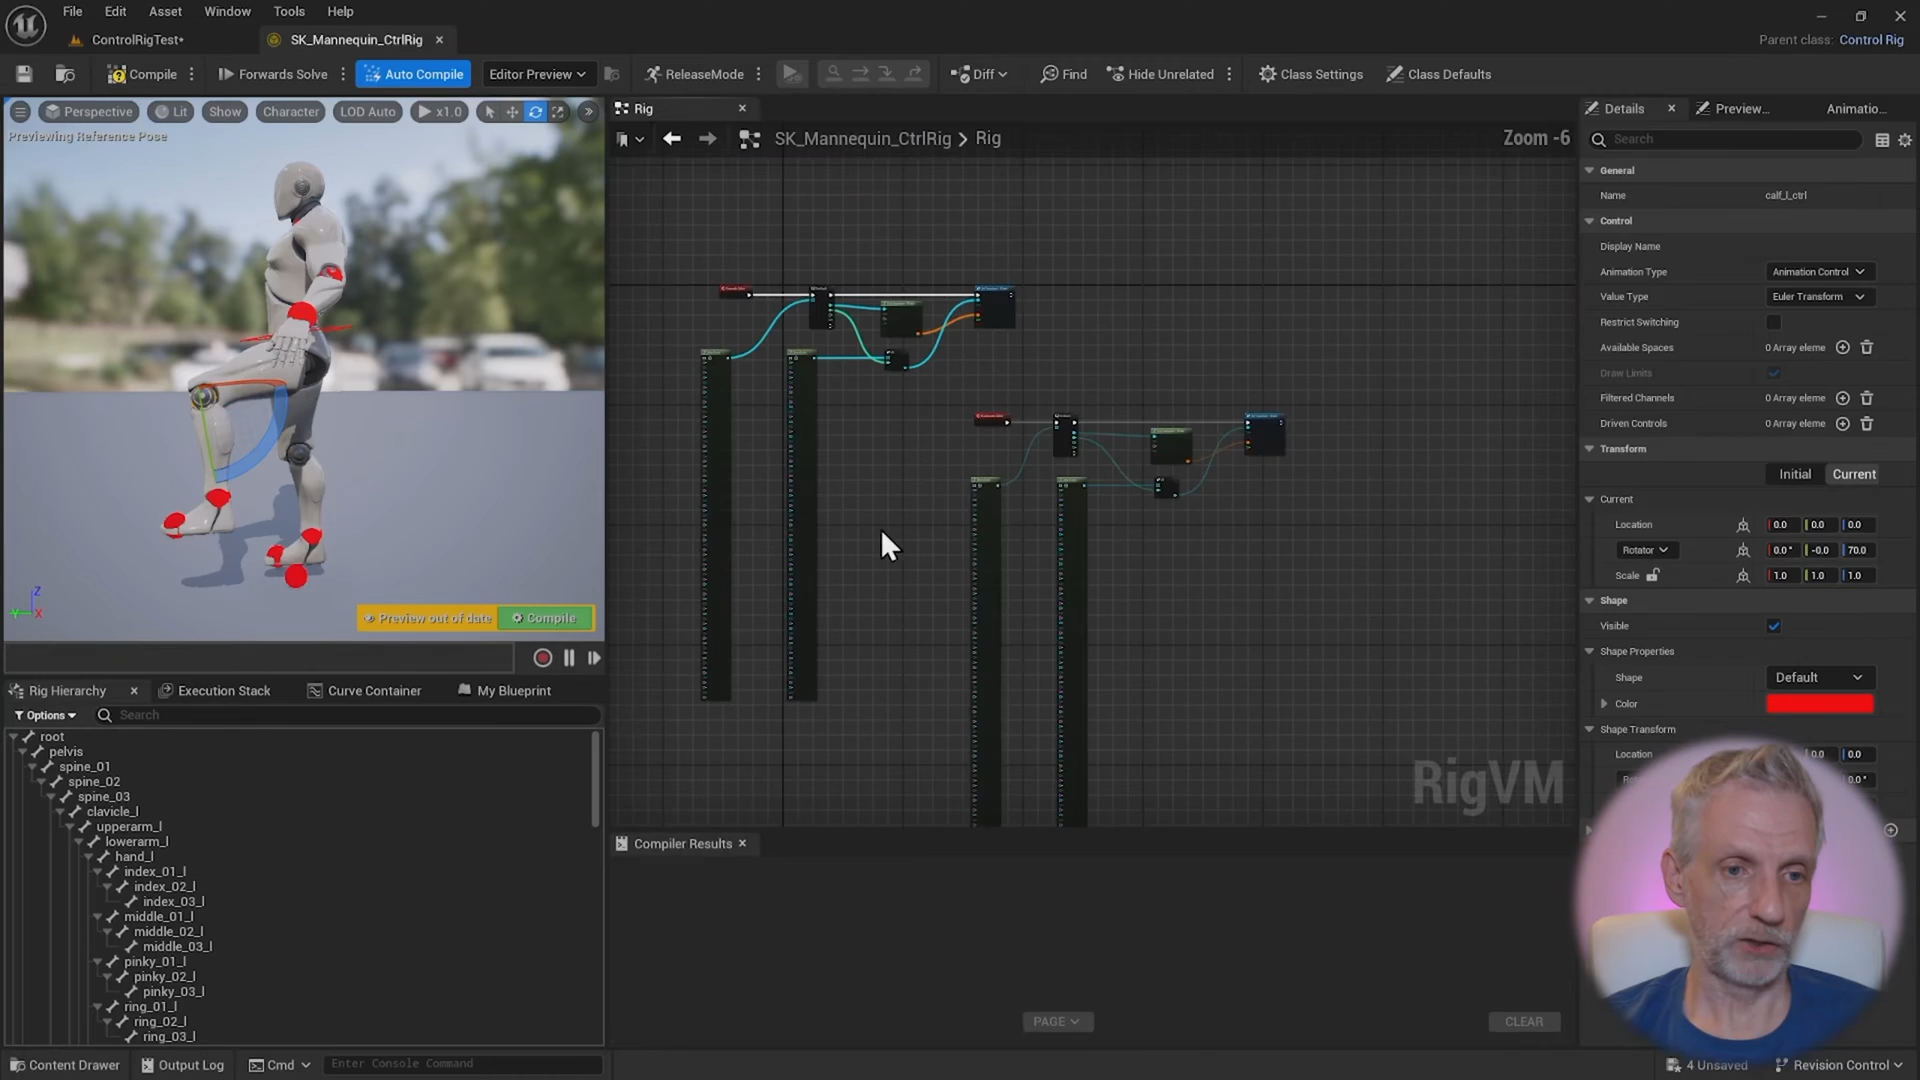 File Edit Asset Window Tools Help
ControlRigTest*
SK_Mannequin_CtrlRig
Parent class: Control Rig
Compile
Forwards Solve
Auto Compile
Editor Preview
ReleaseMode
Diff
Find
Hide Unrelated
Class Settings
Class Defaults
Perspective
Lit
Show
Character
LOD Auto
x1.0
Previewing Reference Pose
Z
Y
X
Preview out of date
Compile
Rig
SK_Mannequin_CtrlRig > Rig
Zoom -6
RigVM
Compiler Results
PAGE
CLEAR
Rig Hierarchy
Execution Stack
Curve Container
My Blueprint
Options
Search
root
pelvis
spine_01
spine_02
spine_03
clavicle_l
upperarm_l
lowerarm_l
hand_l
index_01_l
index_02_l
index_03_l
middle_01_l
middle_02_l
middle_03_l
pinky_01_l
pinky_02_l
pinky_03_l
ring_01_l
ring_02_l
ring_03_l
Details
Preview...
Animatio...
Search
General
Name calf_l_ctrl
Control
Display Name
Animation Type Animation Control
Value Type Euler Transform
Restrict Switching
Available Spaces 0 Array eleme
Draw Limits
Filtered Channels 0 Array eleme
Driven Controls 0 Array eleme
Transform
Initial Current
Current
Location 0.0 0.0 0.0
Rotator 0.0° -0.0 70.0
Scale 1.0 1.0 1.0
Shape
Visible
Shape Properties
Shape Default
Color
Shape Transform
Location 0.0 0.0
0.0°
Content Drawer
Output Log
Cmd
Enter Console Command
4 Unsaved
Revision Control